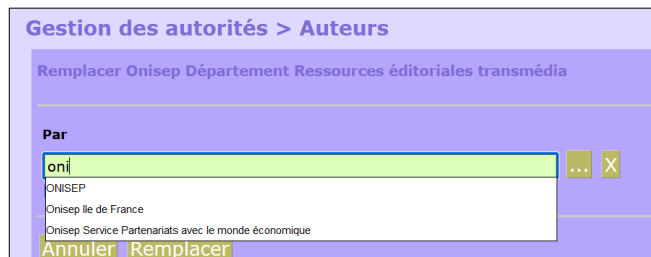 Gestion des autorités > Auteurs
Remplacer Onisep Département Ressources éditoriales transmédia
Par
oni
... X
ONISEP
Onisep Ile de France
Onisep Service Partenariats avec le monde économique
Annuler Remplacer